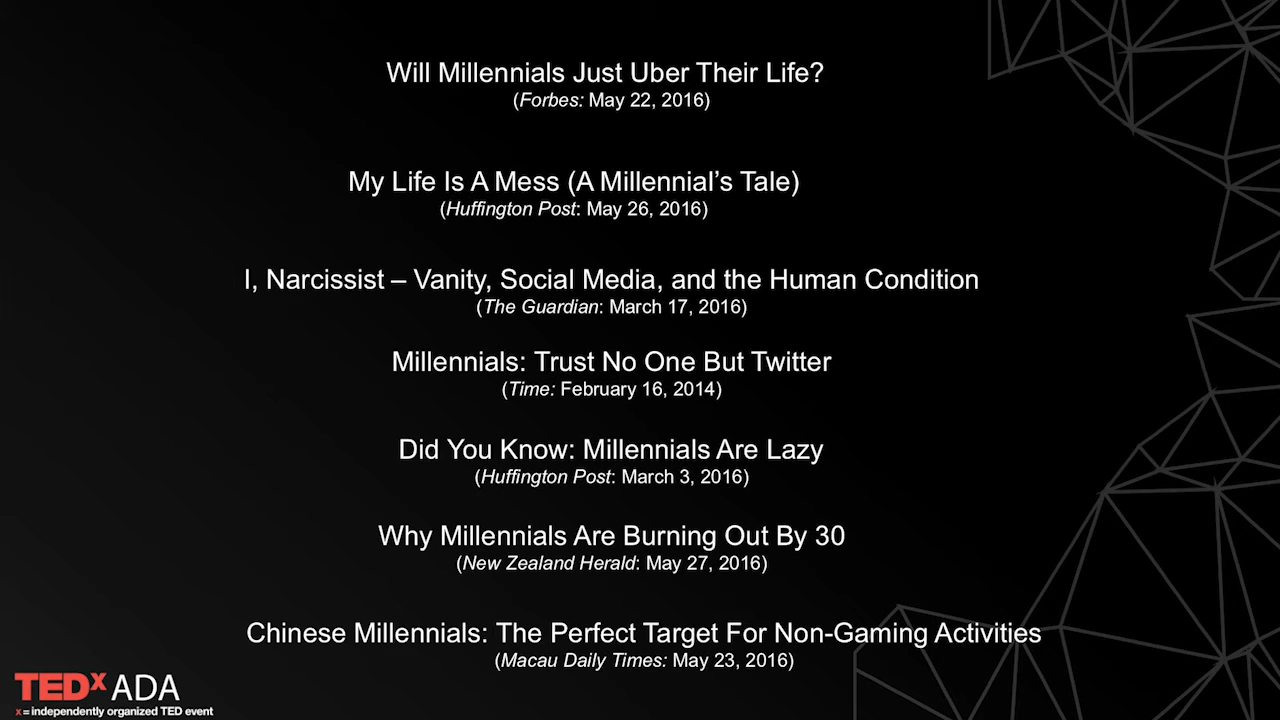 Will Millennials Just Uber Their Life?
(Forbes: May 22, 2016)
My Life Is A Mess (A Millennial’s Tale)
(Huffington Post: May 26, 2016)
I, Narcissist – Vanity, Social Media, and the Human Condition
(The Guardian: March 17, 2016)
Millennials: Trust No One But Twitter
(Time: February 16, 2014)
Did You Know: Millennials Are Lazy
(Huffington Post: March 3, 2016)
Why Millennials Are Burning Out By 30
(New Zealand Herald: May 27, 2016)
Chinese Millennials: The Perfect Target For Non-Gaming Activities
(Macau Daily Times: May 23, 2016)
TEDx ADA
x = independently organized TED event